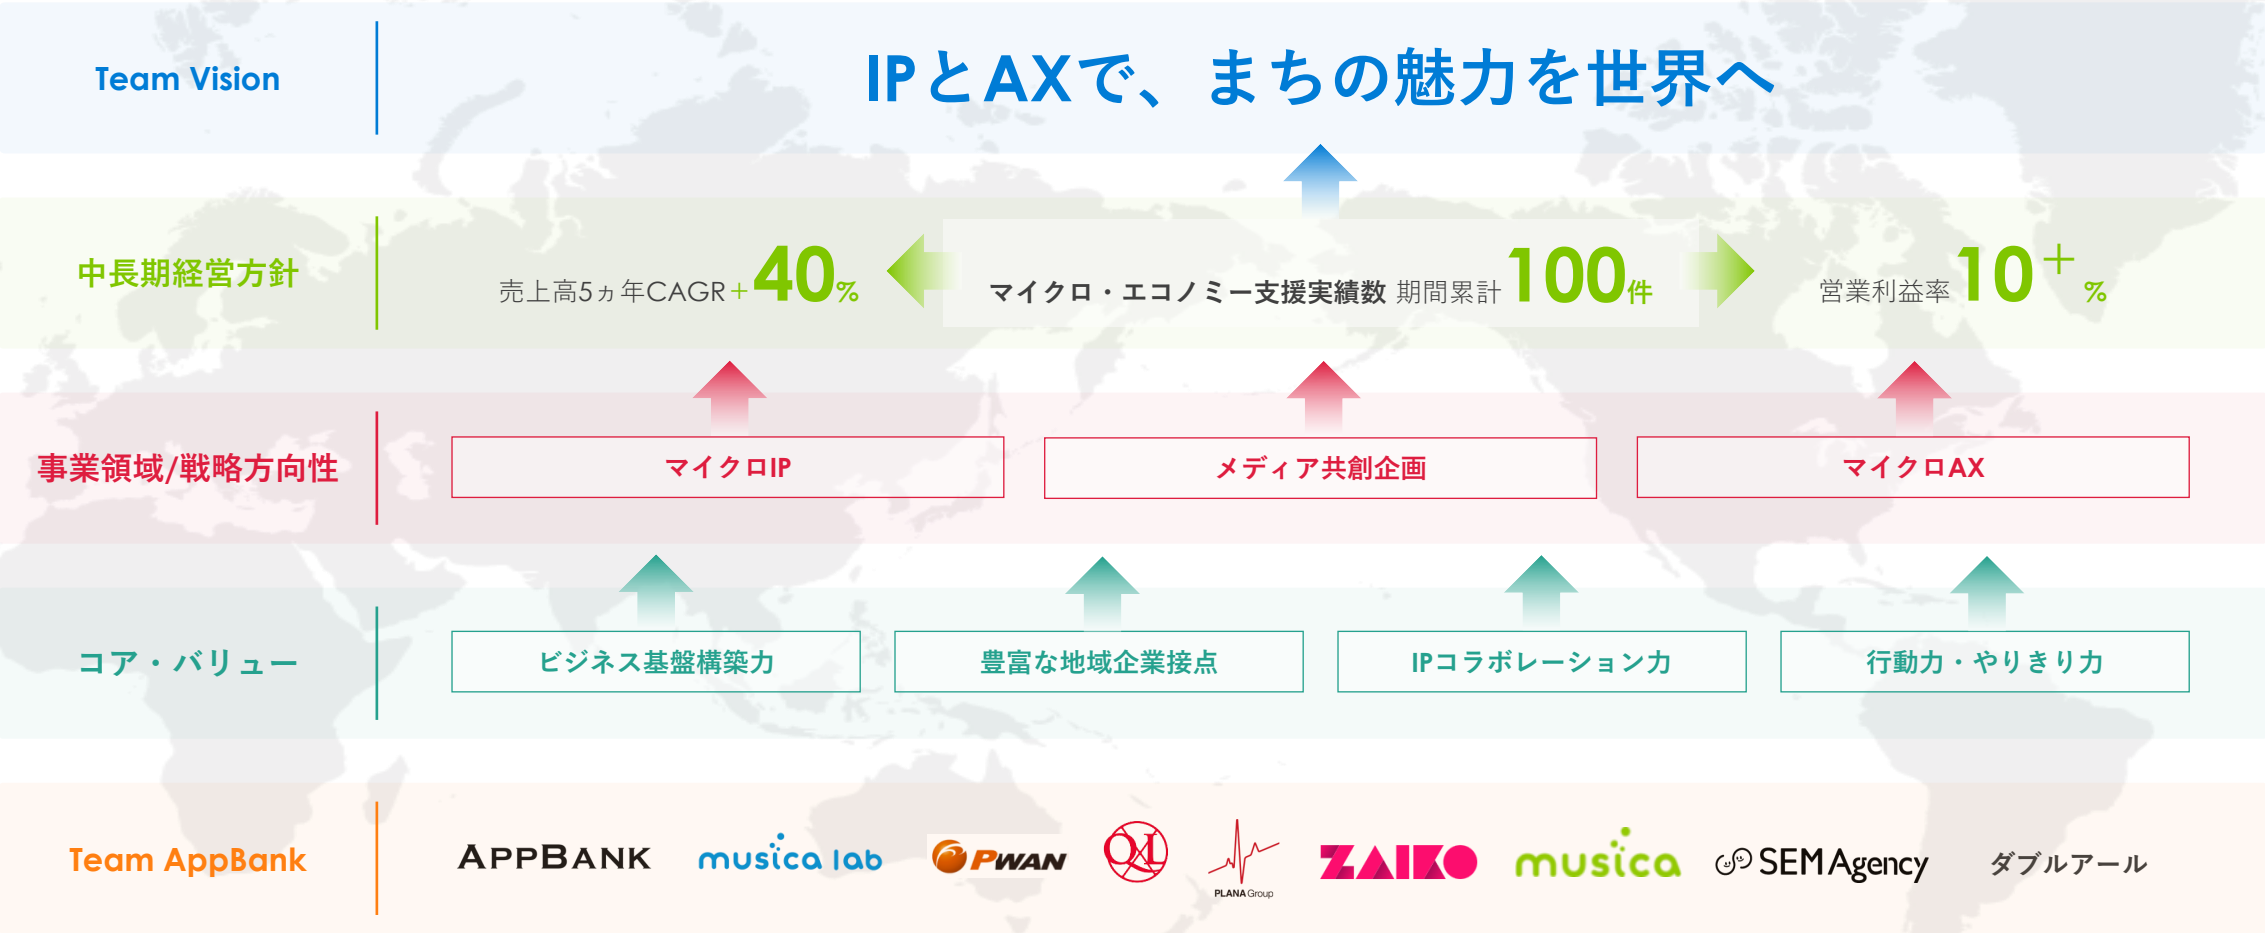 Team Vision
IPとAXで、まちの魅力を世界へ
中長期経営方針
売上高5ヵ年CAGR+40%
マイクロ・エコノミー支援実績数 期間累計100件
営業利益率10+%
事業領域/戦略方向性
マイクロIP
メディア共創企画
マイクロAX
コア・バリュー
ビジネス基盤構築力
豊富な地域企業接点
IPコラボレーション力
行動力・やりきり力
Team AppBank
APPBANK
musica lab
PWAN
Q&L
PLANA Group
ZAIKO
musica
SEM Agency
ダブルアール